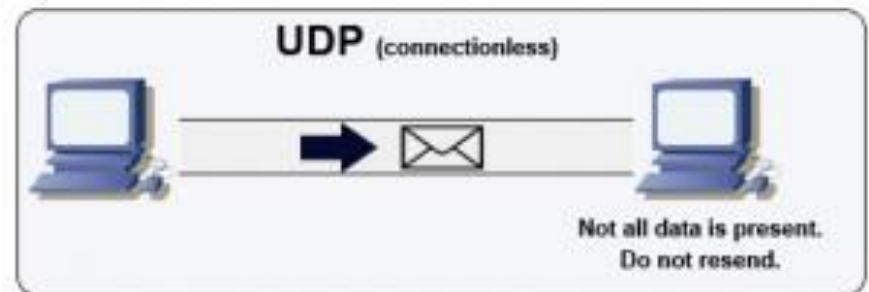 UDP (connectionless)
Not all data is present.
Do not resend.